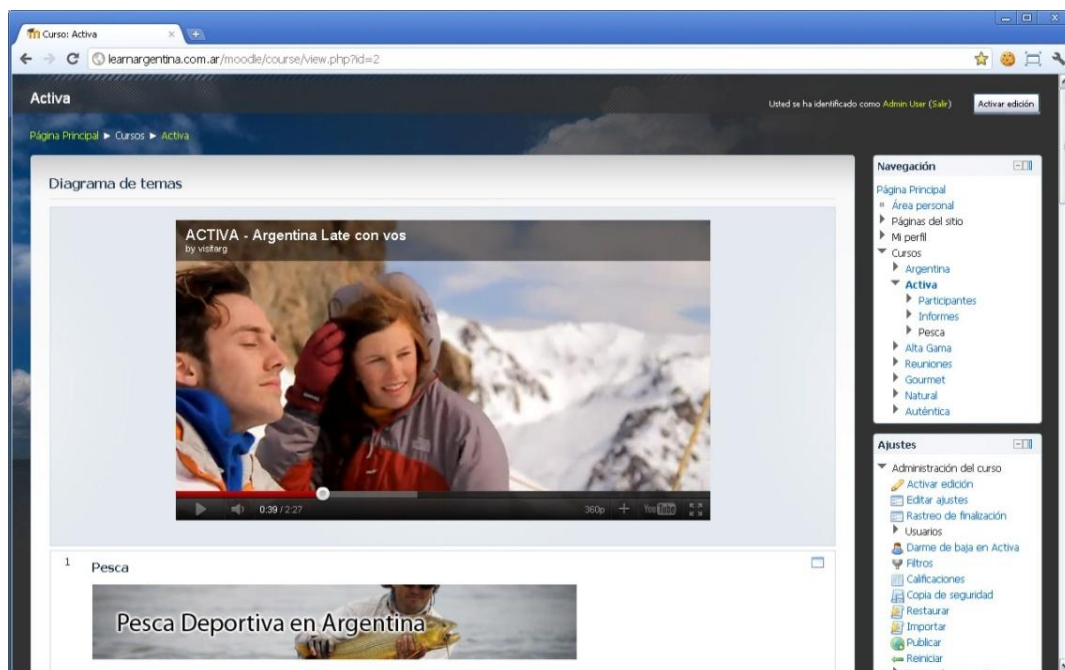 Curso: Activa
learnargentina.com.ar/moodle/course/view.php?id=2
Activa
Usted se ha identificado como Admin User (Salir)
Activar edición
Página Principal ► Cursos ► Activa
Diagrama de temas
ACTIVA - Argentina Late con vos
by visitarg
0:39 / 2:27
360p
YouTube
1
Pesca
Pesca Deportiva en Argentina
Navegación
Página Principal
Área personal
Páginas del sitio
Mi perfil
Cursos
Argentina
Activa
Participantes
Informes
Pesca
Alta Gama
Reuniones
Gourmet
Natural
Auténtica
Ajustes
Administración del curso
Activar edición
Editar ajustes
Rastreo de finalización
Usuarios
Darme de baja en Activa
Filtros
Calificaciones
Copia de seguridad
Restaurar
Importar
Publicar
Reiniciar